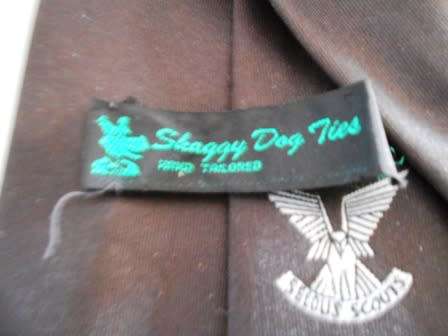 Shaggy Dog Ties
HAND TAILORED
SELOUS SCOUTS